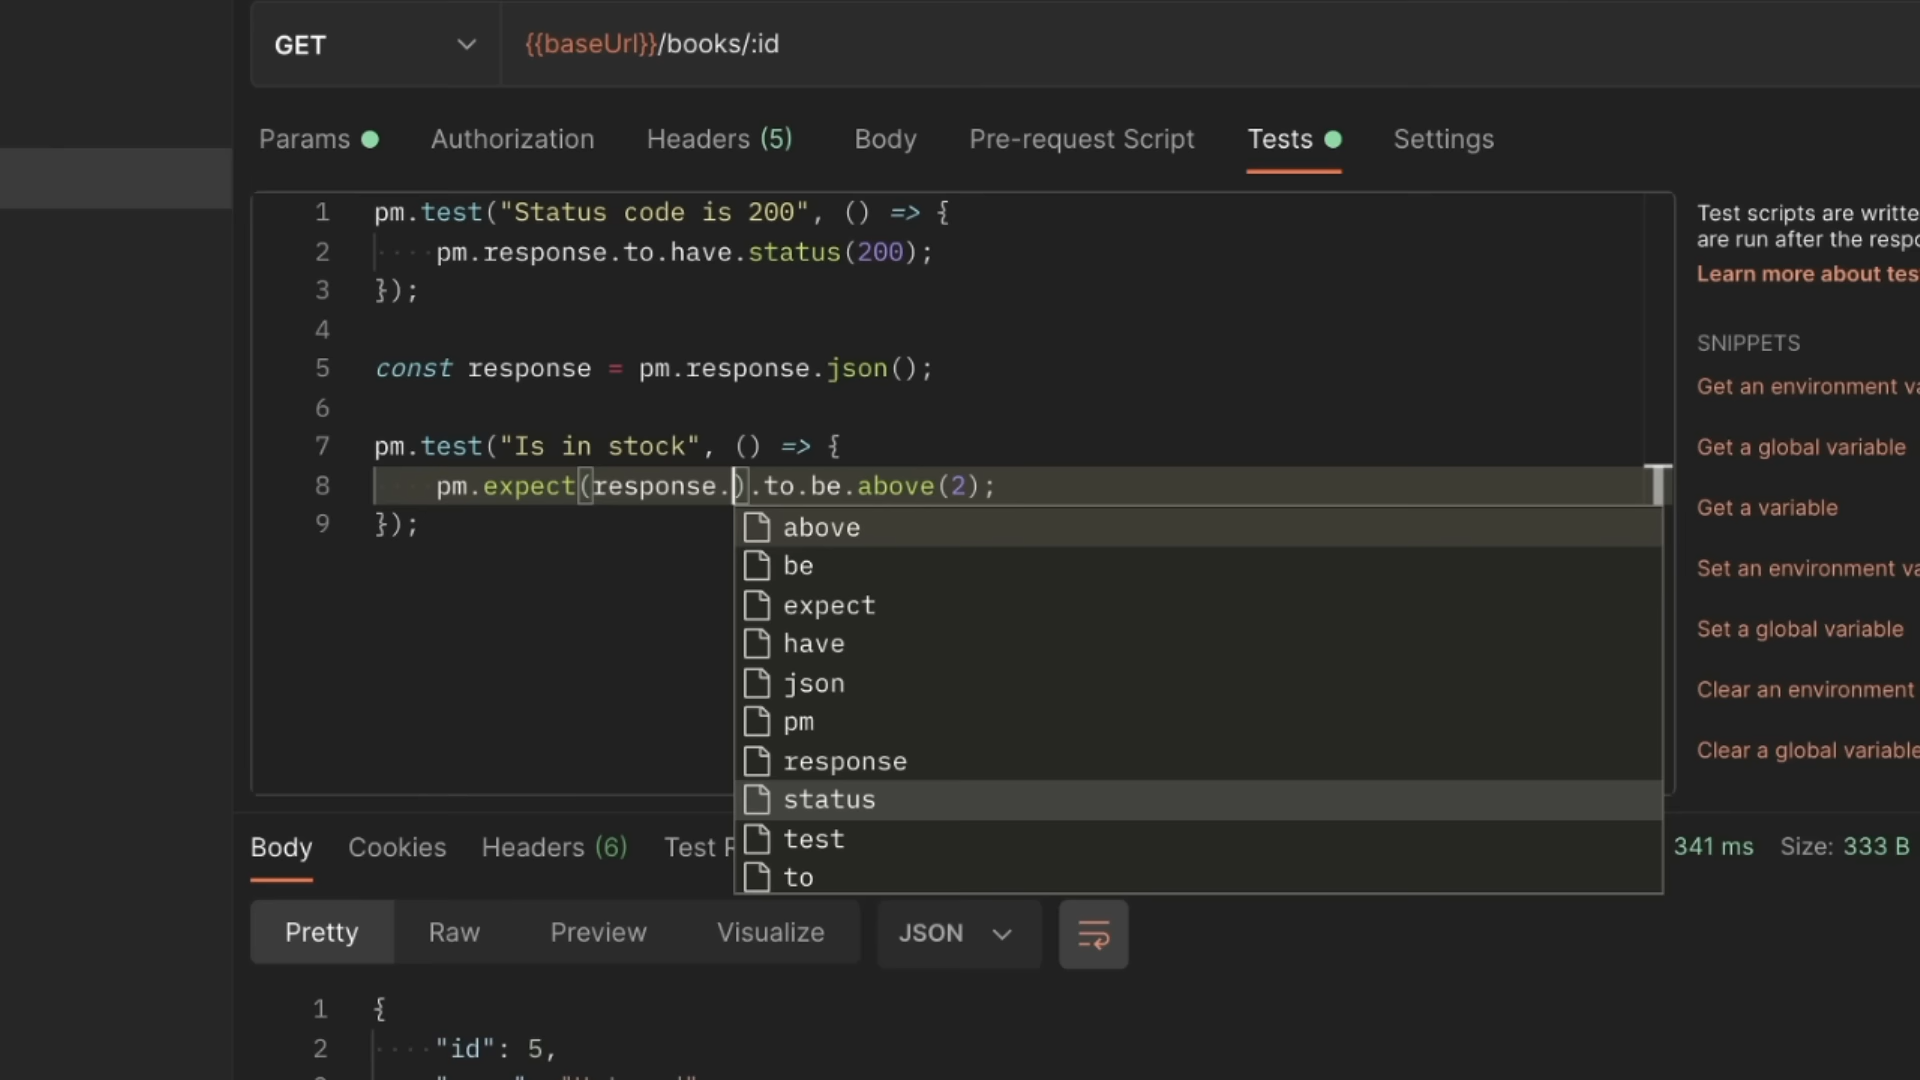 GET
{{baseUrl}}/books/:id
Params Authorization Headers (5) Body Pre-request Script Tests Settings
1 pm.test("Status code is 200", () => {
2 pm.response.to.have.status(200);
3 });
4
5 const response = pm.response.json();
6
7 pm.test("Is in stock", () => {
8 pm.expect(response.).to.be.above(2);
9 });
above
be
expect
have
json
pm
response
status
test
to
Test scripts are writte
are run after the respo
Learn more about tes
SNIPPETS
Get an environment va
Get a global variable
Get a variable
Set an environment va
Set a global variable
Clear an environment
Clear a global variable
Body Cookies Headers (6) Test R
341 ms Size: 333 B
Pretty Raw Preview Visualize JSON
1 {
2 "id": 5,